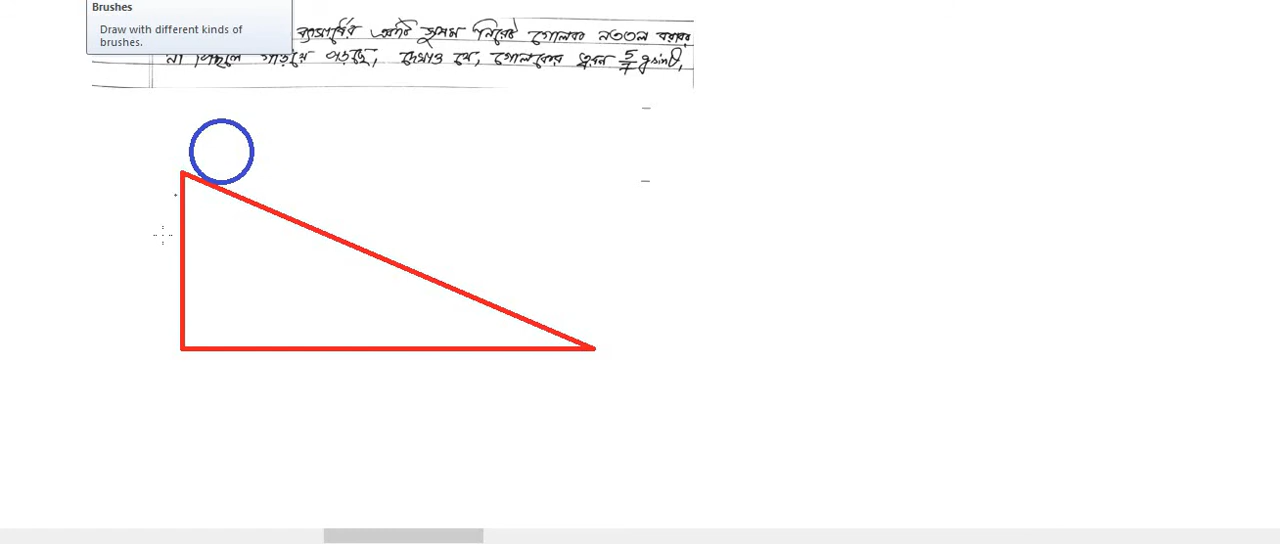 Brushes
Draw with different kinds of
brushes.
ব্যাসার্ধের একটি সুষম নিরেট গোলক নততল বরাবর
না পিছলে গড়িয়ে পড়ছে, দেখাও যে, গোলকের ত্বরণ 5/7 gsinθ,